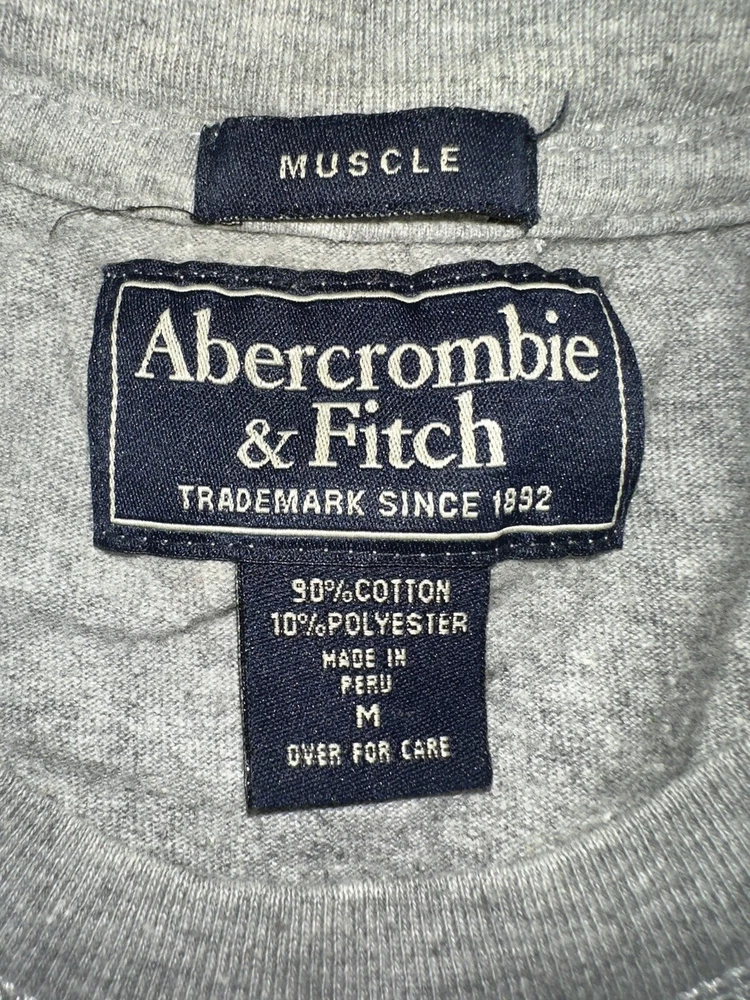 MUSCLE
Abercrombie
& Fitch
TRADEMARK SINCE 1892
90%COTTON
10%POLYESTER
MADE IN
PERU
M
OVER FOR CARE